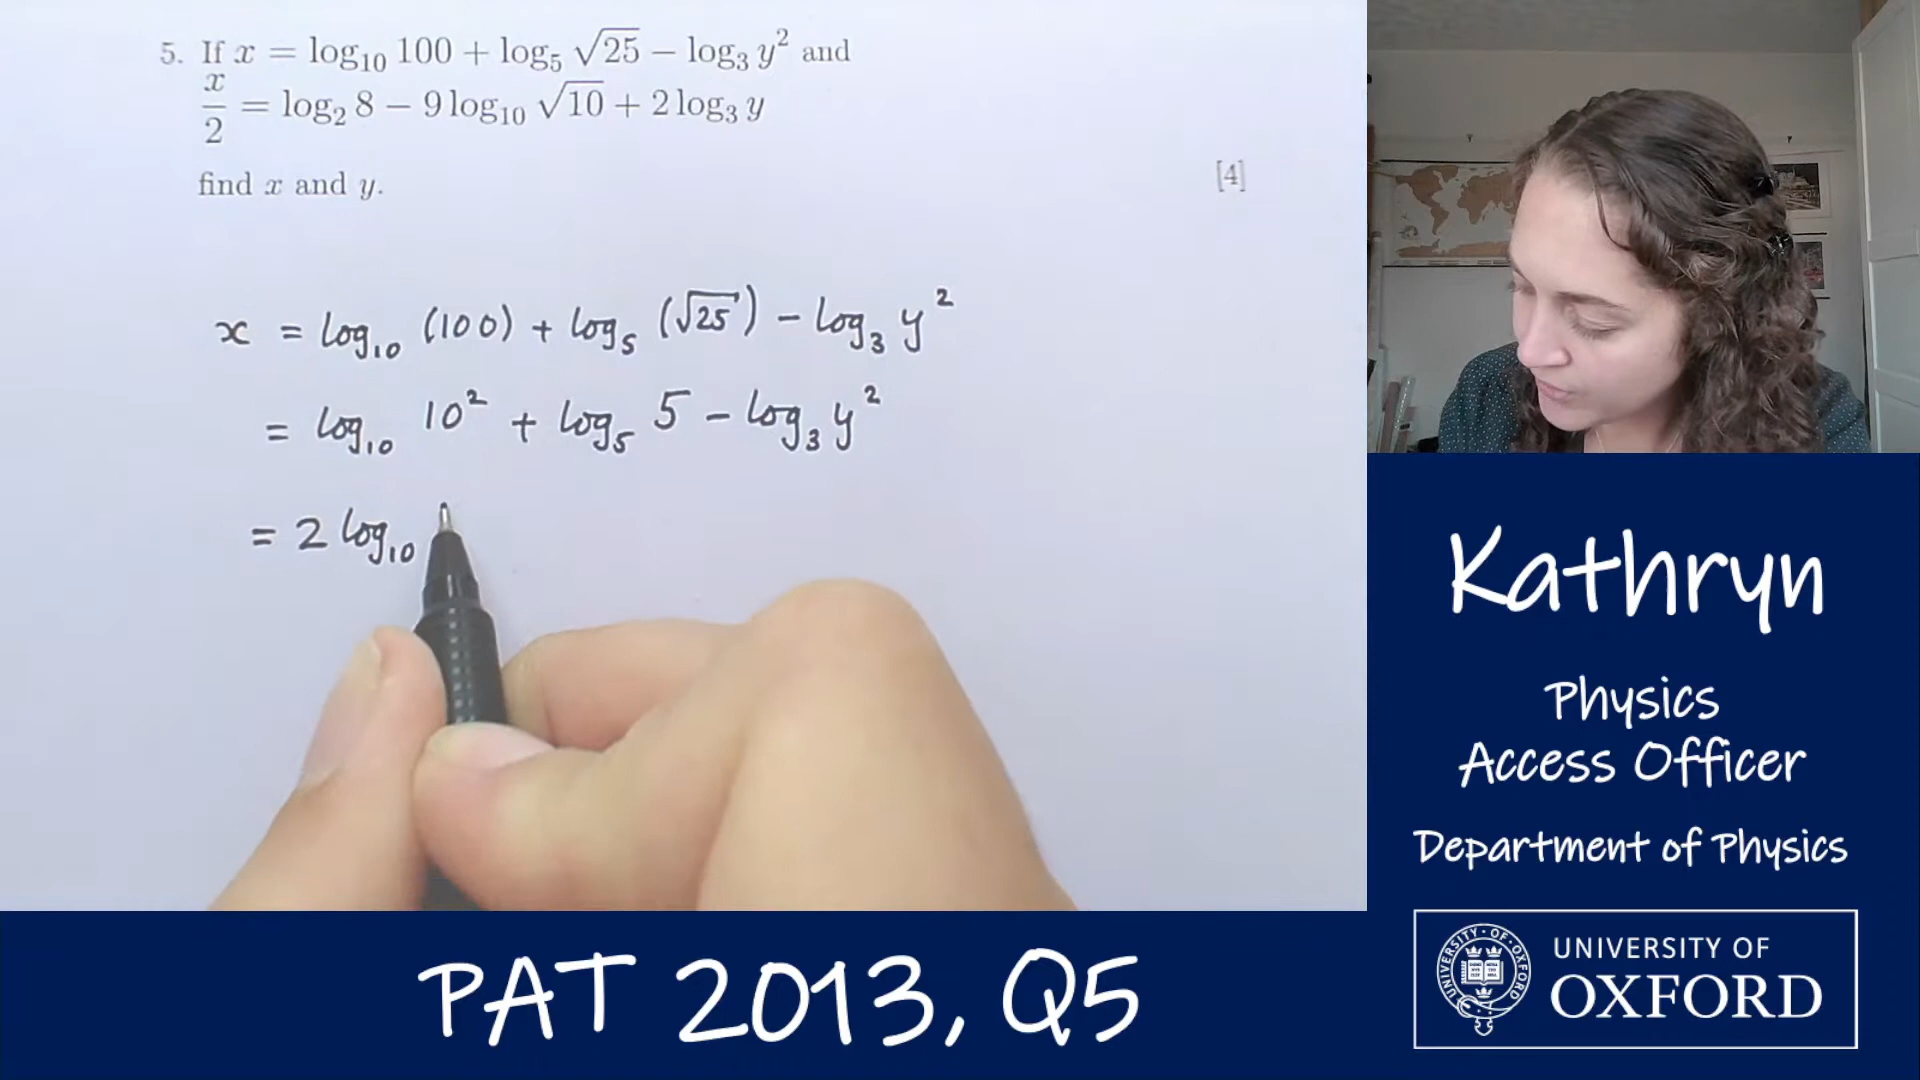 5. If x = log₁₀ 100 + log₅ √25 − log₃ y² and
x/2 = log₂ 8 − 9 log₁₀ √10 + 2 log₃ y
find x and y.
[4]
x = log₁₀ (100) + log₅ (√25) − log₃ y²
= log₁₀ 10² + log₅ 5 − log₃ y²
= 2 log₁₀
Kathryn
Physics
Access Officer
Department of Physics
UNIVERSITY OF
OXFORD
PAT 2013, Q5